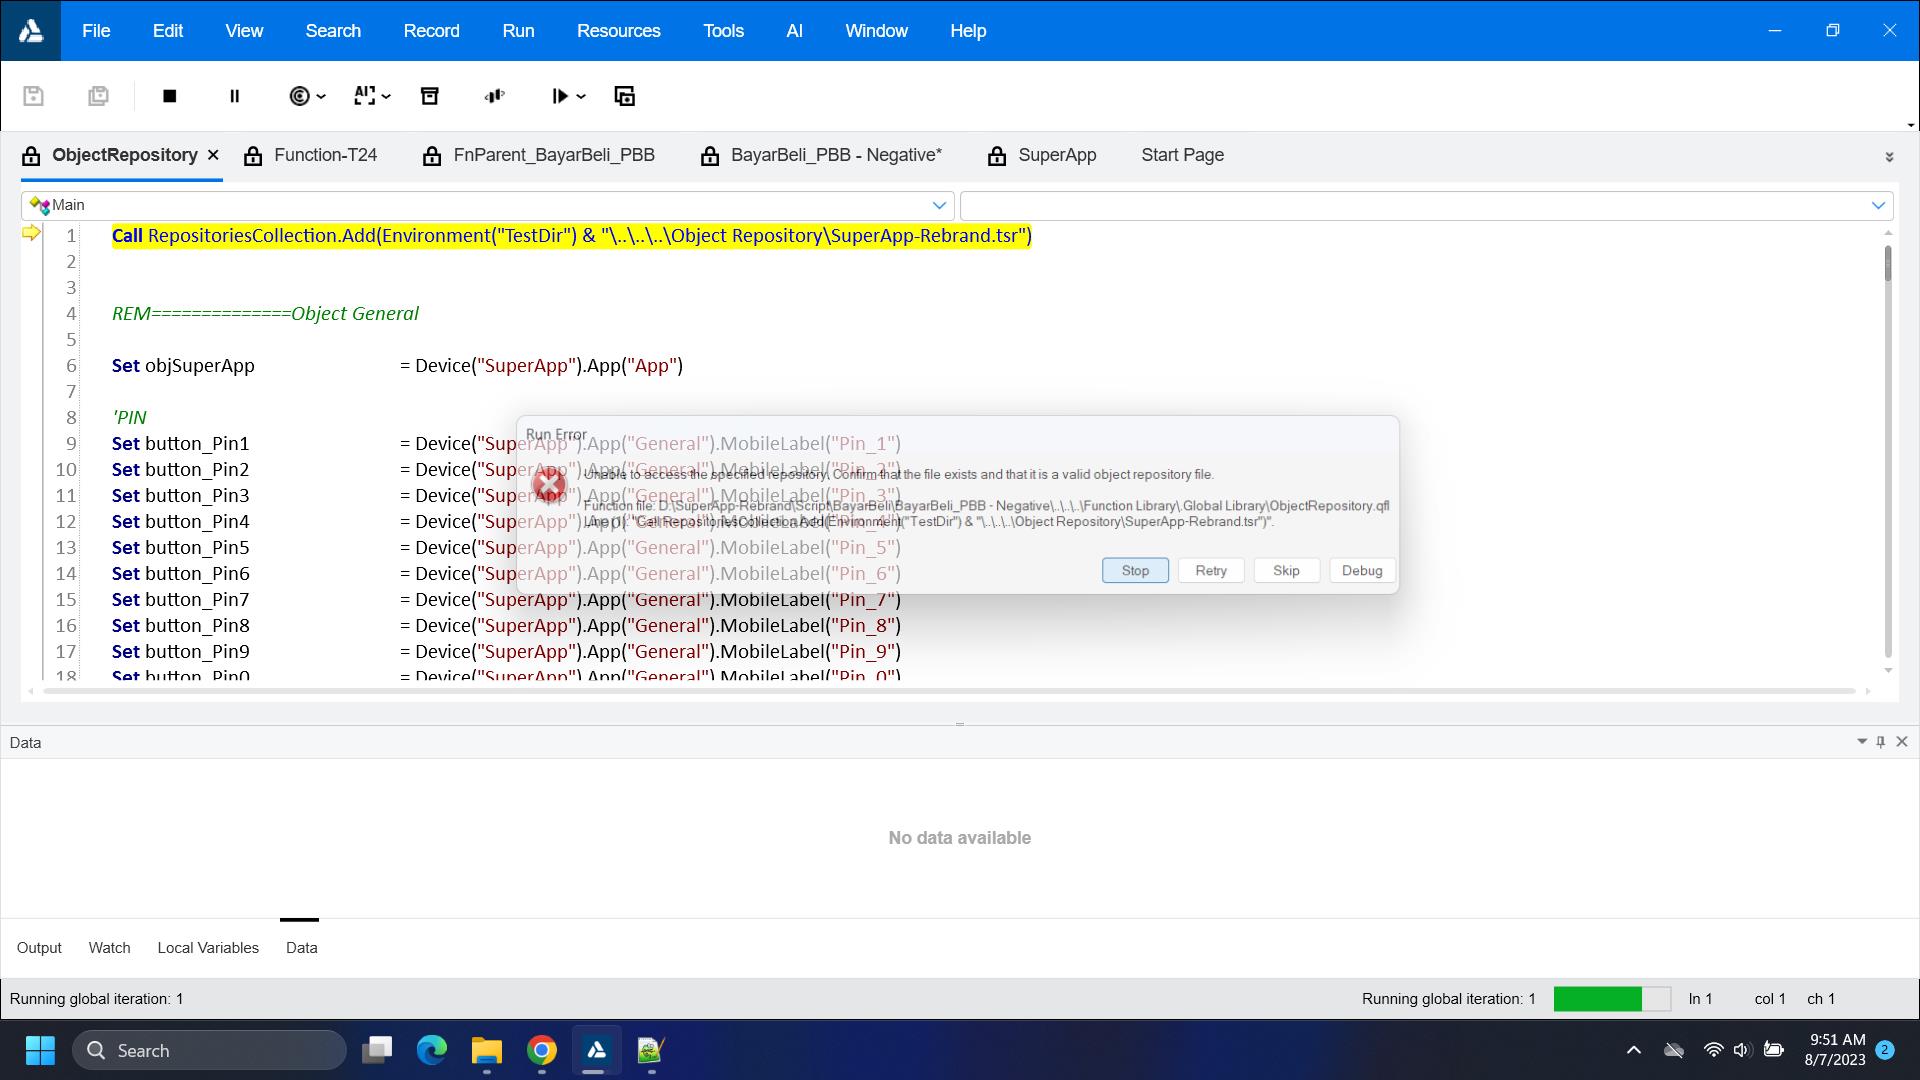 File Edit View Search Record Run Resources Tools AI Window Help
ObjectRepository Function-T24 FnParent_BayarBeli_PBB BayarBeli_PBB - Negative* SuperApp Start Page
Main
1 Call RepositoriesCollection.Add(Environment("TestDir") & "\..\..\..\Object Repository\SuperApp-Rebrand.tsr")
2
3
4 REM==============Object General
5
6 Set objSuperApp = Device("SuperApp").App("App")
7
8 'PIN
9 Set button_Pin1 = Device("SuperApp").App("General").MobileLabel("Pin_1")
10 Set button_Pin2 = Device("SuperApp").App("General").MobileLabel("Pin_2")
11 Set button_Pin3 = Device("SuperApp").App("General").MobileLabel("Pin_3")
12 Set button_Pin4 = Device("SuperApp").App("General").MobileLabel("Pin_4")
13 Set button_Pin5 = Device("SuperApp").App("General").MobileLabel("Pin_5")
14 Set button_Pin6 = Device("SuperApp").App("General").MobileLabel("Pin_6")
15 Set button_Pin7 = Device("SuperApp").App("General").MobileLabel("Pin_7")
16 Set button_Pin8 = Device("SuperApp").App("General").MobileLabel("Pin_8")
17 Set button_Pin9 = Device("SuperApp").App("General").MobileLabel("Pin_9")
18 Set button_Pin0 = Device("SuperApp").App("General").MobileLabel("Pin_0")
Run Error
Unable to access the specified repository. Confirm that the file exists and that it is a valid object repository file.
Function file: D:\SuperApp-Rebrand\Script\BayarBeli\BayarBeli_PBB - Negative\..\..\..\Function Library\.Global Library\ObjectRepository.qfl
Line (1): "Call RepositoriesCollection.Add(Environment("TestDir") & "\..\..\..\Object Repository\SuperApp-Rebrand.tsr")".
Stop Retry Skip Debug
Data
No data available
Output Watch Local Variables Data
Running global iteration: 1 Running global iteration: 1 ln 1 col 1 ch 1
Search
9:51 AM
8/7/2023
2